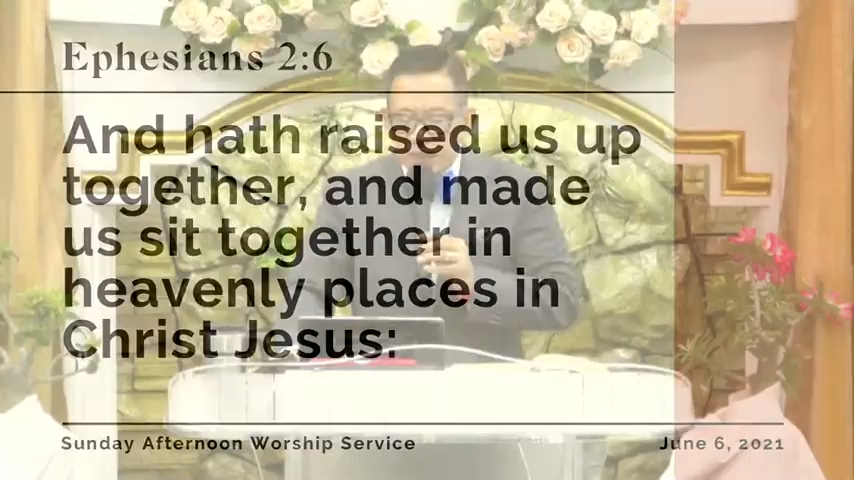 Ephesians 2:6
And hath raised us up
together, and made
us sit together in
heavenly places in
Christ Jesus:
Sunday Afternoon Worship Service
June 6, 2021